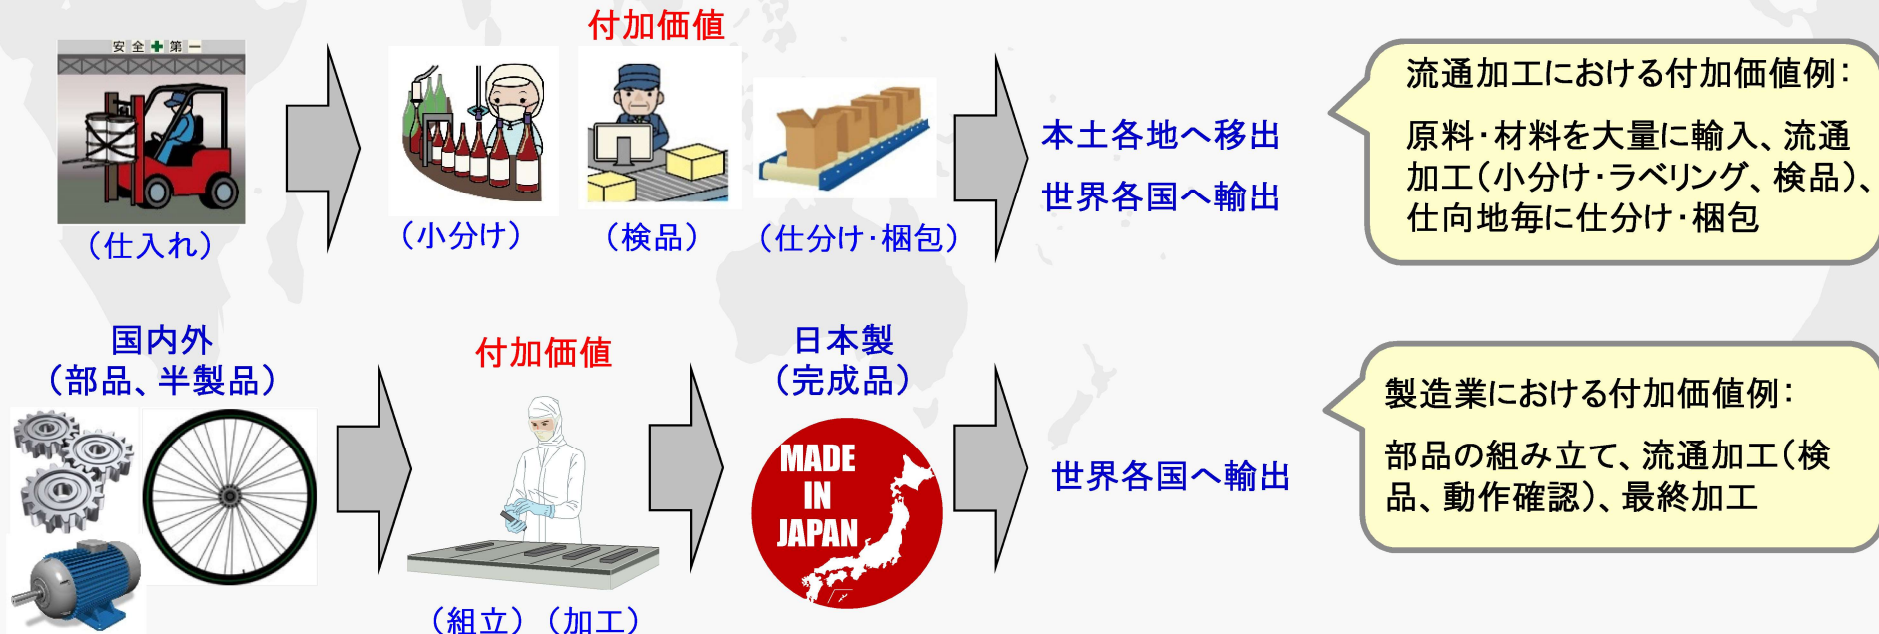 付加価値
安全✚第一
(仕入れ)
(小分け)
(検品)
(仕分け・梱包)
本土各地へ移出
世界各国へ輸出
流通加工における付加価値例:
原料・材料を大量に輸入、流通
加工(小分け・ラベリング、検品)、
仕向地毎に仕分け・梱包
国内外
(部品、半製品)
付加価値
(組立)(加工)
日本製
(完成品)
MADE
IN
JAPAN
世界各国へ輸出
製造業における付加価値例:
部品の組み立て、流通加工(検
品、動作確認)、最終加工